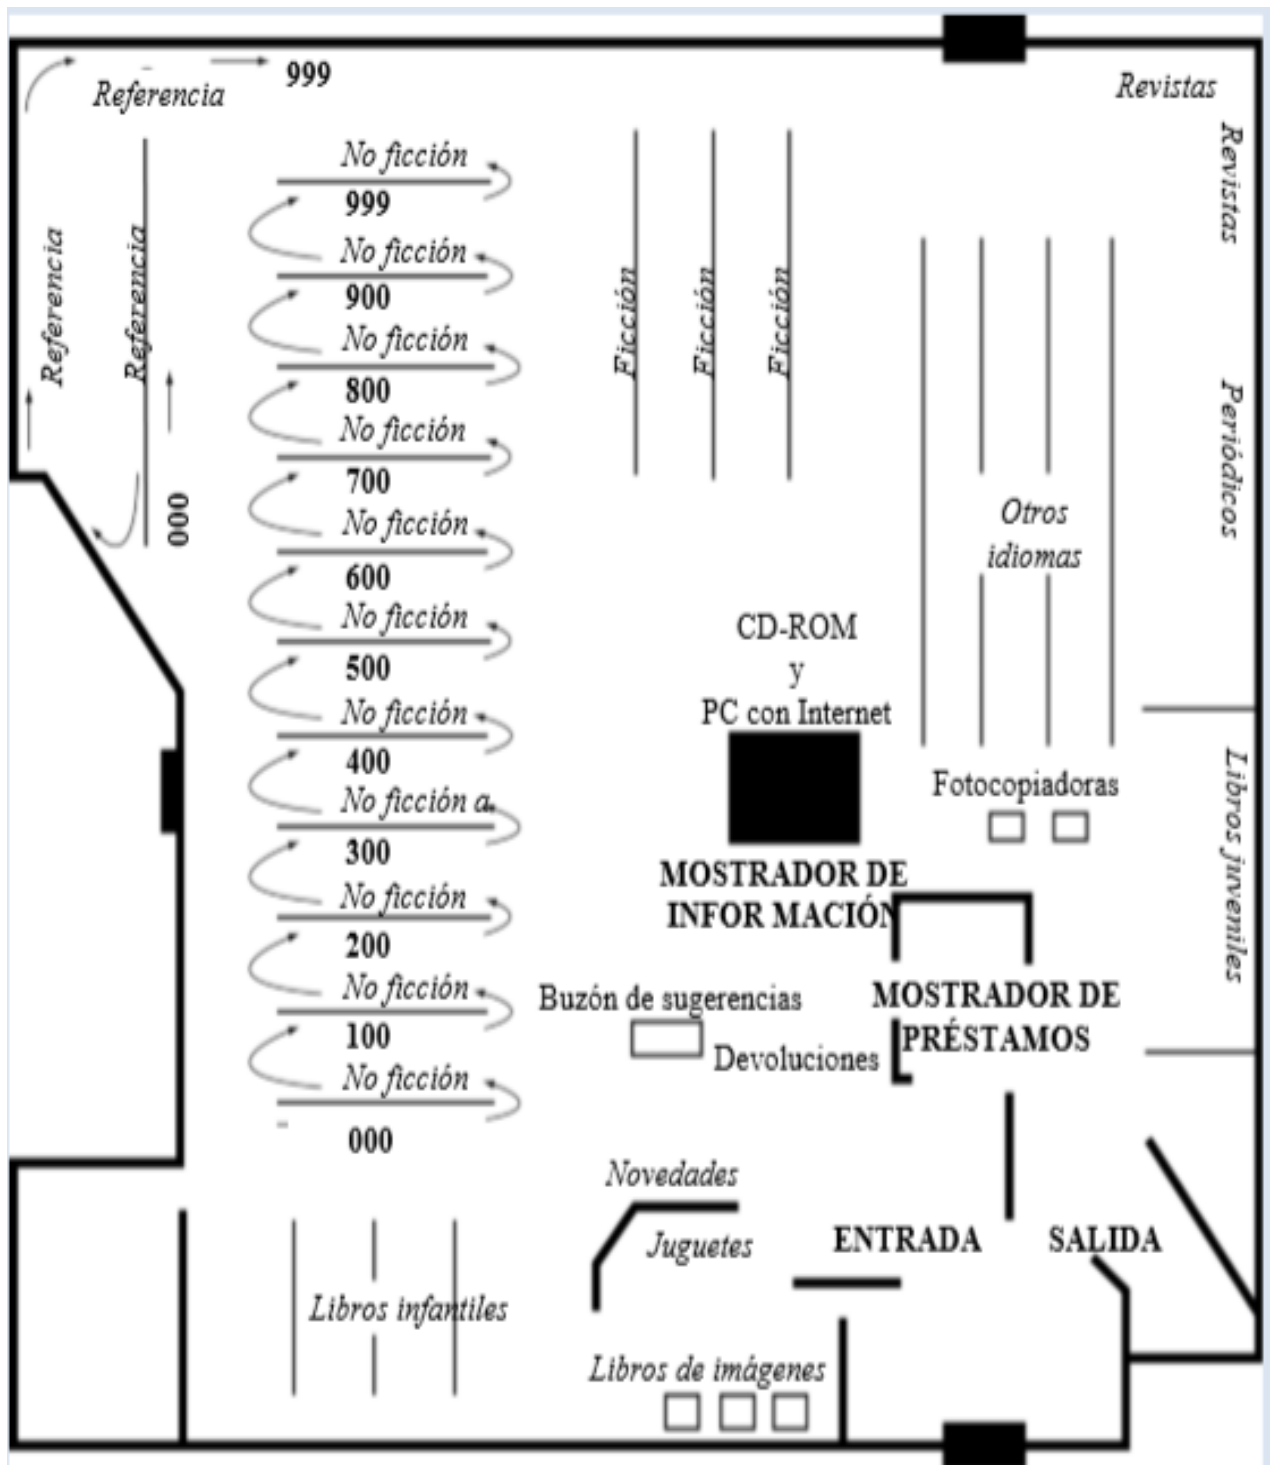 999
Referencia
Revistas
Revistas
Referencia
Referencia
000
No ficción
999
No ficción
900
No ficción
800
No ficción
700
No ficción
600
No ficción
500
No ficción
400
No ficción a
300
No ficción
200
No ficción
100
No ficción
000
Ficción
Ficción
Ficción
Periódicos
Otros
idiomas
CD-ROM
y
PC con Internet
Fotocopiadoras
Libros juveniles
MOSTRADOR DE
INFOR MACIÓN
Buzón de sugerencias
MOSTRADOR DE
PRÉSTAMOS
Devoluciones
Novedades
Juguetes
ENTRADA
SALIDA
Libros infantiles
Libros de imágenes